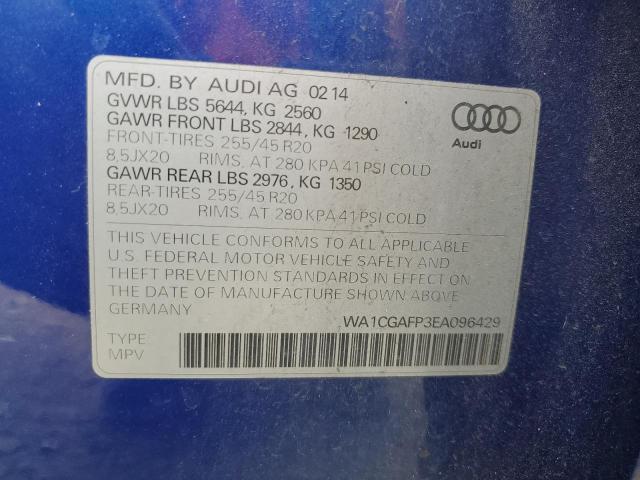 MFD. BY AUDI AG 02 14
GVWR LBS 5644, KG 2560
GAWR FRONT LBS 2844, KG 1290
FRONT-TIRES 255/45 R20
8,5JX20 RIMS. AT 280 KPA 41 PSI COLD
GAWR REAR LBS 2976, KG 1350
REAR-TIRES 255/45 R20
8,5JX20 RIMS. AT 280 KPA 41 PSI COLD
Audi
THIS VEHICLE CONFORMS TO ALL APPLICABLE
U.S. FEDERAL MOTOR VEHICLE SAFETY AND
THEFT PREVENTION STANDARDS IN EFFECT ON
THE DATE OF MANUFACTURE SHOWN ABOVE.
GERMANY
WA1CGAFP3EA096429
TYPE
MPV